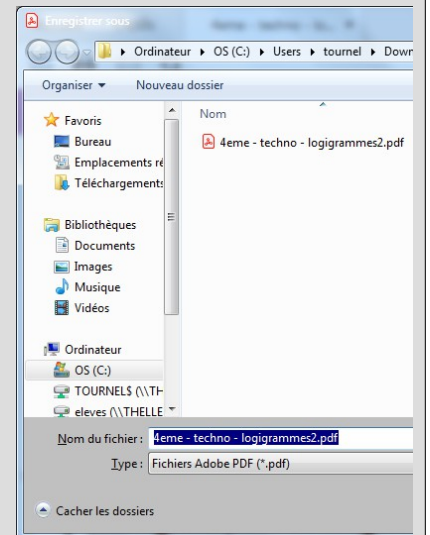 Enregistrer sous
Ordinateur ▸ OS (C:) ▸ Users ▸ tournel ▸ Down
Organiser Nouveau dossier
Favoris
Bureau
Emplacements ré
Téléchargements
Bibliothèques
Documents
Images
Musique
Vidéos
Ordinateur
OS (C:)
TOURNEL$ (\\TH
eleves (\\THELLE
Nom
4eme - techno - logigrammes2.pdf
Nom du fichier : 4eme - techno - logigrammes2.pdf
Type : Fichiers Adobe PDF (*.pdf)
Cacher les dossiers